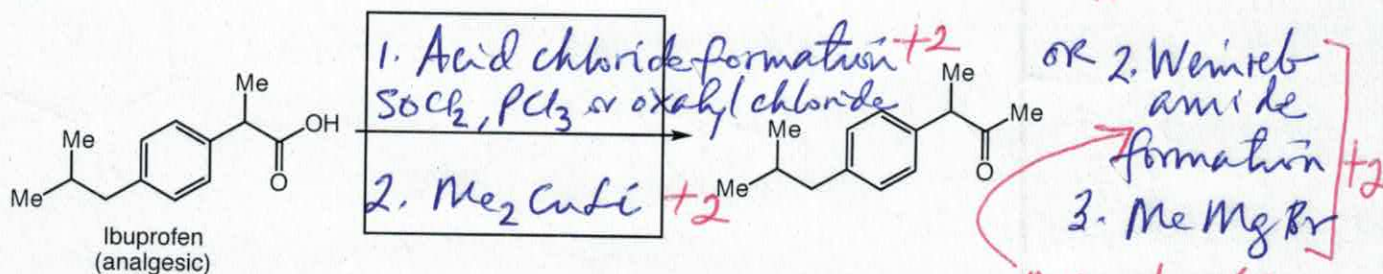 1. Acid chloride formation +2
SOCl2, PCl3 or oxalyl chloride
2. Me2CuLi +2
OR 2. Weinreb
amide
formation
3. MeMgBr
+2
Me
Me
Me
OH
O
Ibuprofen
(analgesic)
Me
Me
Me
Me
O